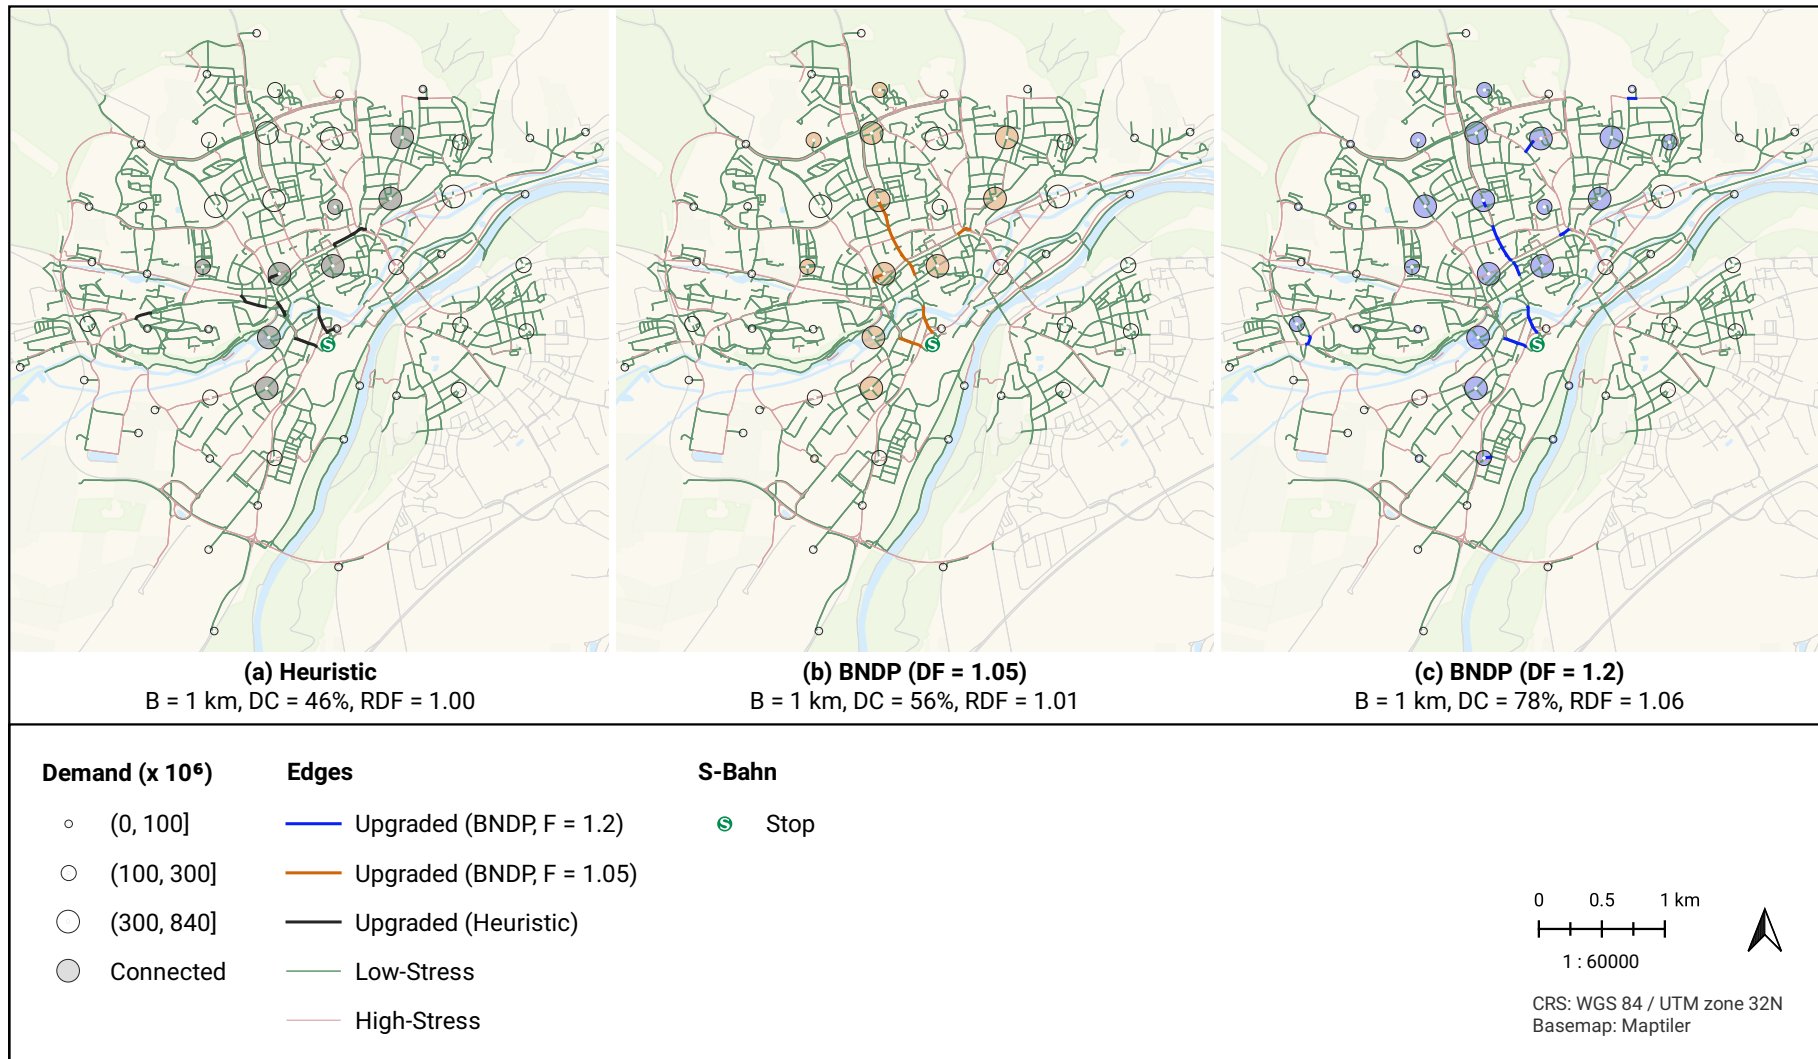 (a) Heuristic
B = 1 km, DC = 46%, RDF = 1.00
(b) BNDP (DF = 1.05)
B = 1 km, DC = 56%, RDF = 1.01
(c) BNDP (DF = 1.2)
B = 1 km, DC = 78%, RDF = 1.06
Demand (x 10⁶)
(0, 100]
(100, 300]
(300, 840]
Connected
Edges
Upgraded (BNDP, F = 1.2)
Upgraded (BNDP, F = 1.05)
Upgraded (Heuristic)
Low-Stress
High-Stress
S-Bahn
S Stop
0 0.5 1 km
1 : 60000
CRS: WGS 84 / UTM zone 32N
Basemap: Maptiler